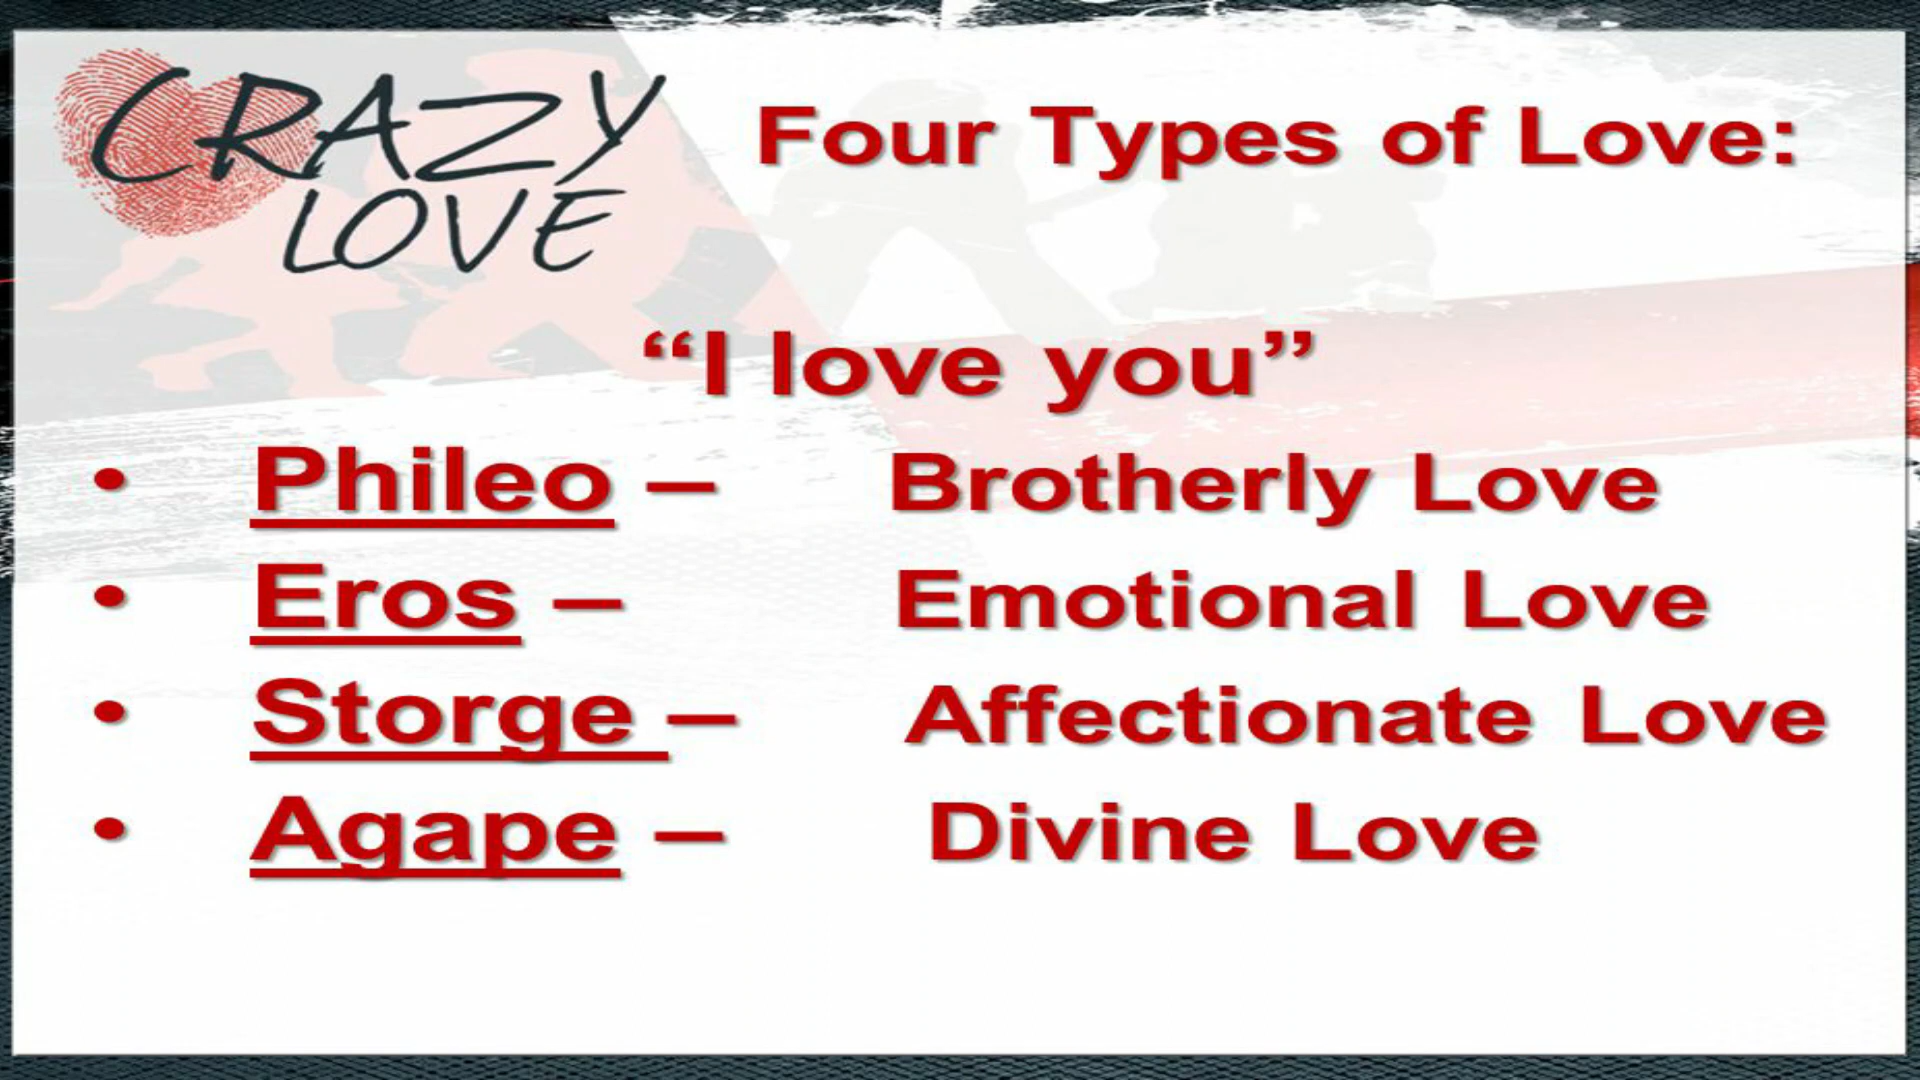 CRAZY
LOVE
Four Types of Love:
“I love you”
• Phileo – Brotherly Love
• Eros – Emotional Love
• Storge – Affectionate Love
• Agape – Divine Love